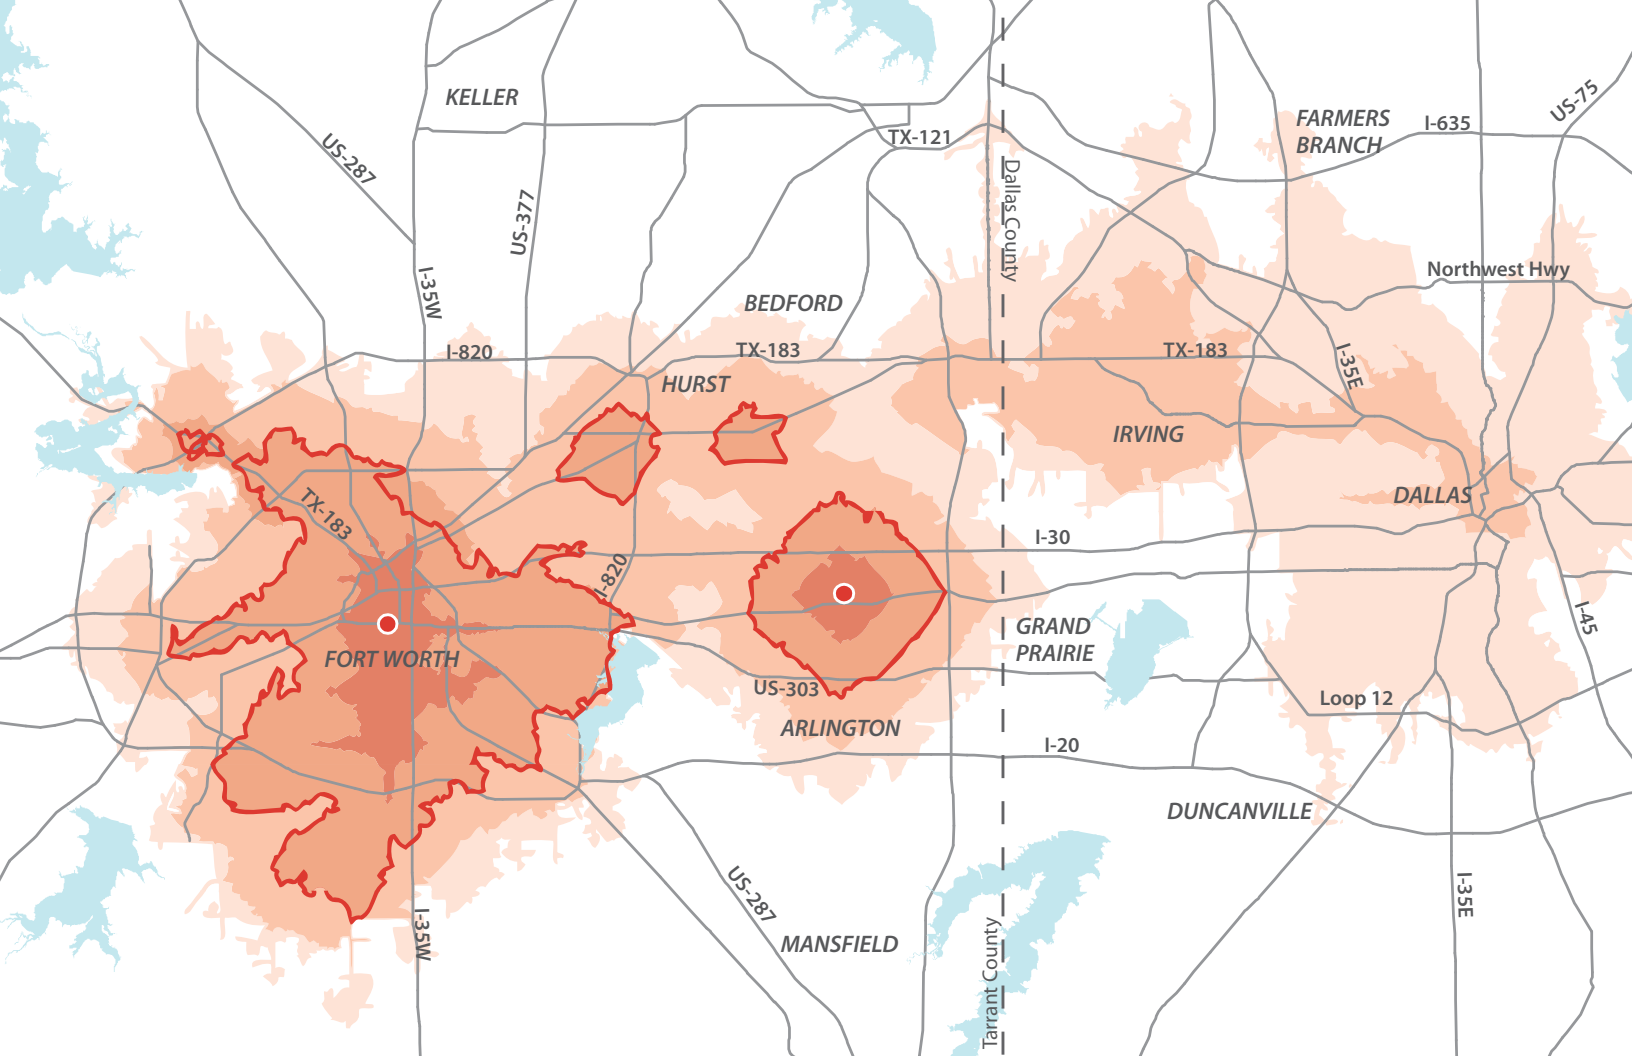 KELLER
US-75
FARMERS
BRANCH
I-635
TX-121
US-287
Dallas County
US-377
Northwest Hwy
I-35W
BEDFORD
I-820
TX-183
TX-183
I-35E
HURST
IRVING
DALLAS
TX-183
I-30
I-820
I-45
GRAND
PRAIRIE
FORT WORTH
US-303
Loop 12
ARLINGTON
I-20
DUNCANVILLE
US-287
I-35E
I-35W
MANSFIELD
Tarrant County